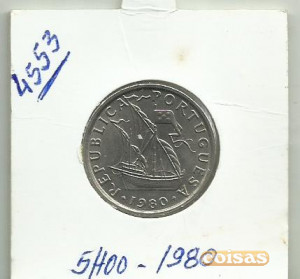 4553
REPUBLICA PORTUGUESA
• 1980 •
5H00 - 1980
coisas